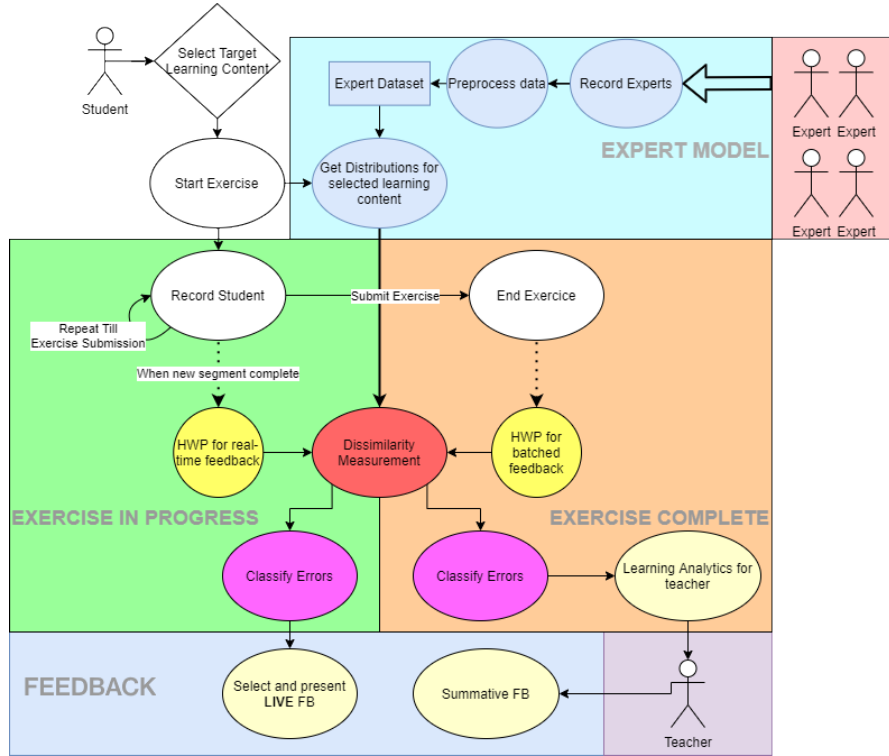 Select Target
Learning Content
Student
Expert Dataset
Preprocess data
Record Experts
Expert
Expert
Expert
Expert
EXPERT MODEL
Start Exercise
Get Distributions for
selected learning
content
Record Student
Submit Exercise
End Exercice
Repeat Till
Exercise Submission
When new segment complete
HWP for real-
time feedback
Dissimilarity
Measurement
HWP for
batched
feedback
EXERCISE IN PROGRESS
EXERCISE COMPLETE
Classify Errors
Classify Errors
Learning Analytics for
teacher
FEEDBACK
Select and present
LIVE FB
Summative FB
Teacher